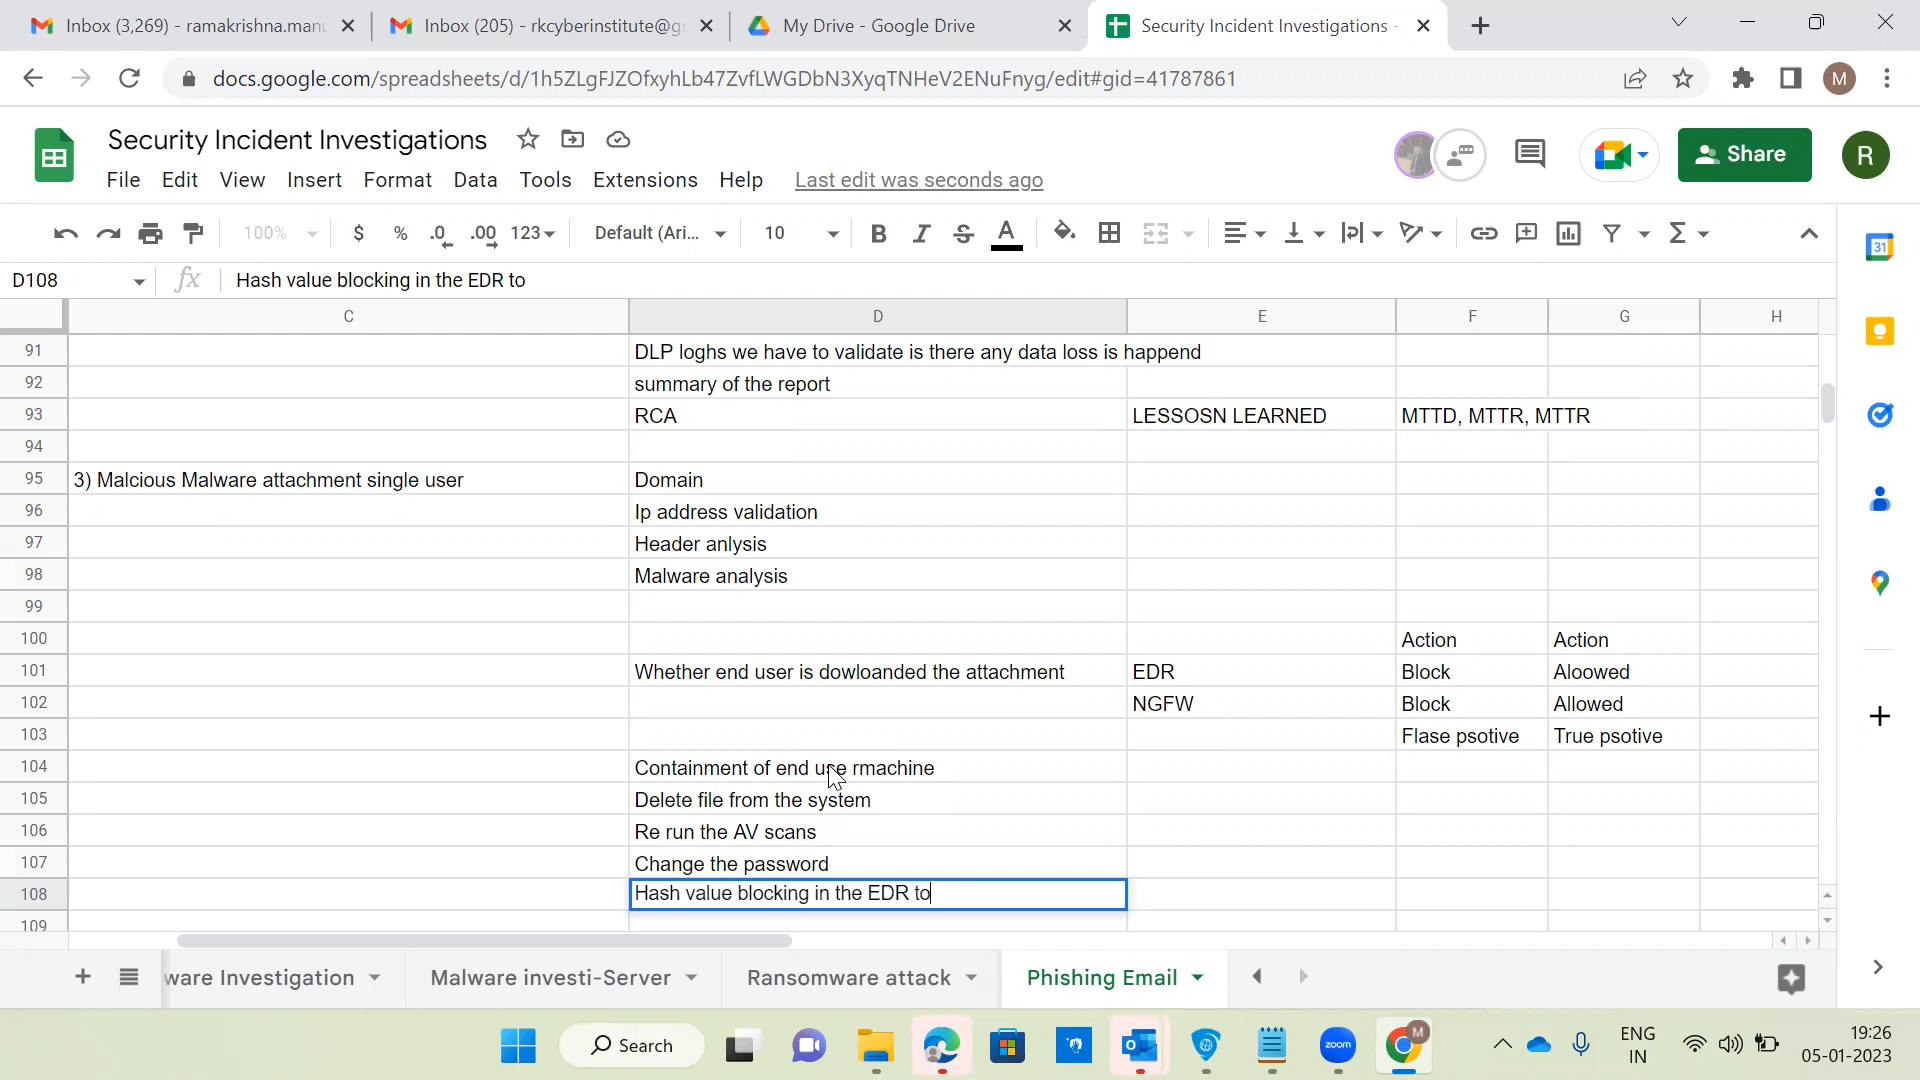 Inbox (3,269) - ramakrishna.manu
Inbox (205) - rkcyberinstitute@g
My Drive - Google Drive
Security Incident Investigations -
docs.google.com/spreadsheets/d/1h5ZLgFJZOfxyhLb47ZvfLWGDbN3XyqTNHeV2ENuFnyg/edit#gid=41787861
M
Security Incident Investigations
Share
R
File Edit View Insert Format Data Tools Extensions Help Last edit was seconds ago
100% $ % .0 .00 123 Default (Ari... 10 B I S A Σ
31
D108 fx Hash value blocking in the EDR to
C D E F G H
91 DLP loghs we have to validate is there any data loss is happend
92 summary of the report
93 RCA LESSOSN LEARNED MTTD, MTTR, MTTR
94
95 3) Malcious Malware attachment single user Domain
96 Ip address validation
97 Header anlysis
98 Malware analysis
99
100 Action Action
101 Whether end user is dowloanded the attachment EDR Block Aloowed
102 NGFW Block Allowed
103 Flase psotive True psotive
104 Containment of end use rmachine
105 Delete file from the system
106 Re run the AV scans
107 Change the password
108 Hash value blocking in the EDR to
109
ware Investigation Malware investi-Server Ransomware attack Phishing Email
Search
zoom
M
ENG
IN
19:26
05-01-2023